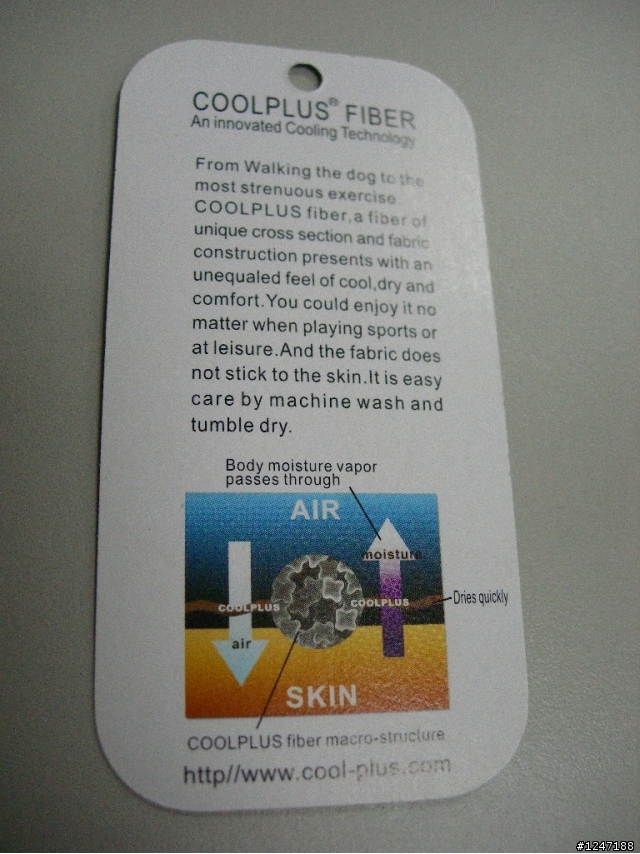 COOLPLUS® FIBER
An innovated Cooling Technology
From Walking the dog to the
most strenuous exercise
COOLPLUS fiber,a fiber of
unique cross section and fabric
construction presents with an
unequaled feel of cool,dry and
comfort.You could enjoy it no
matter when playing sports or
at leisure.And the fabric does
not stick to the skin.It is easy
care by machine wash and
tumble dry.
Body moisture vapor
passes through
AIR
moisture
COOLPLUS
COOLPLUS
Dries quickly
air
SKIN
COOLPLUS fiber macro-structure
http//www.cool-plus.com
#1247188